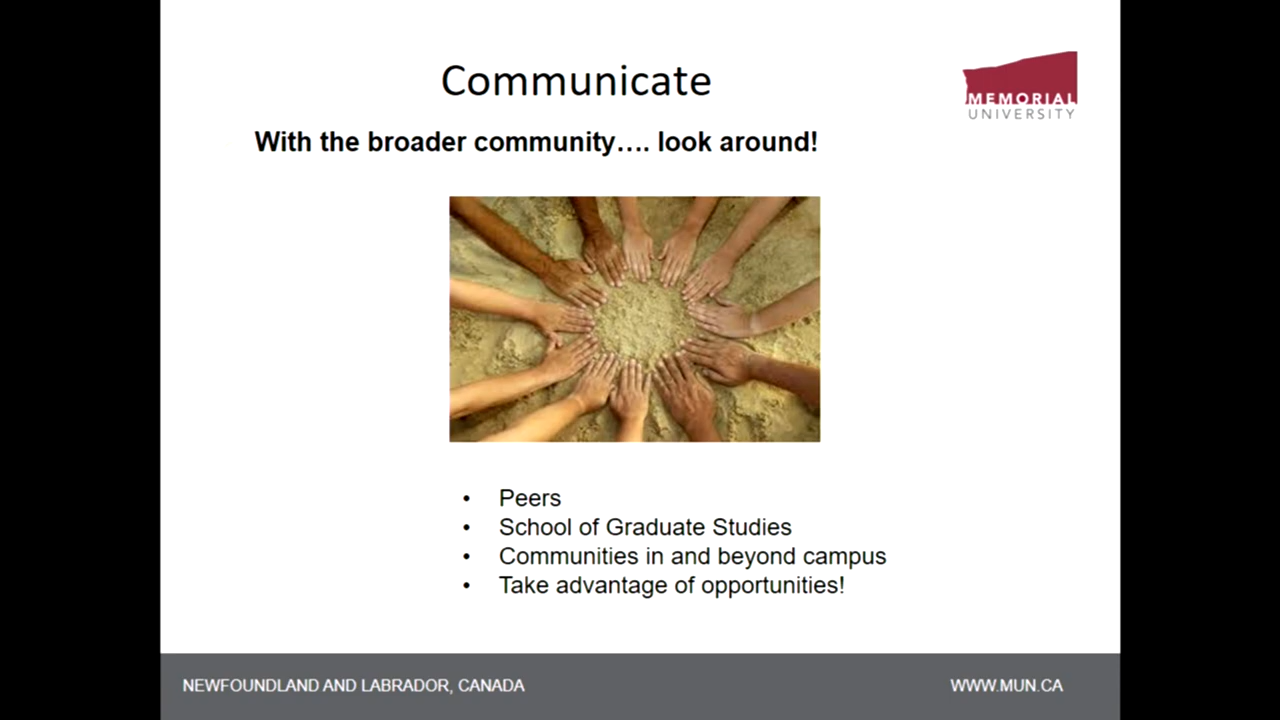 Communicate
MEMORIAL
UNIVERSITY
With the broader community…. look around!
• Peers
• School of Graduate Studies
• Communities in and beyond campus
• Take advantage of opportunities!
NEWFOUNDLAND AND LABRADOR, CANADA
WWW.MUN.CA